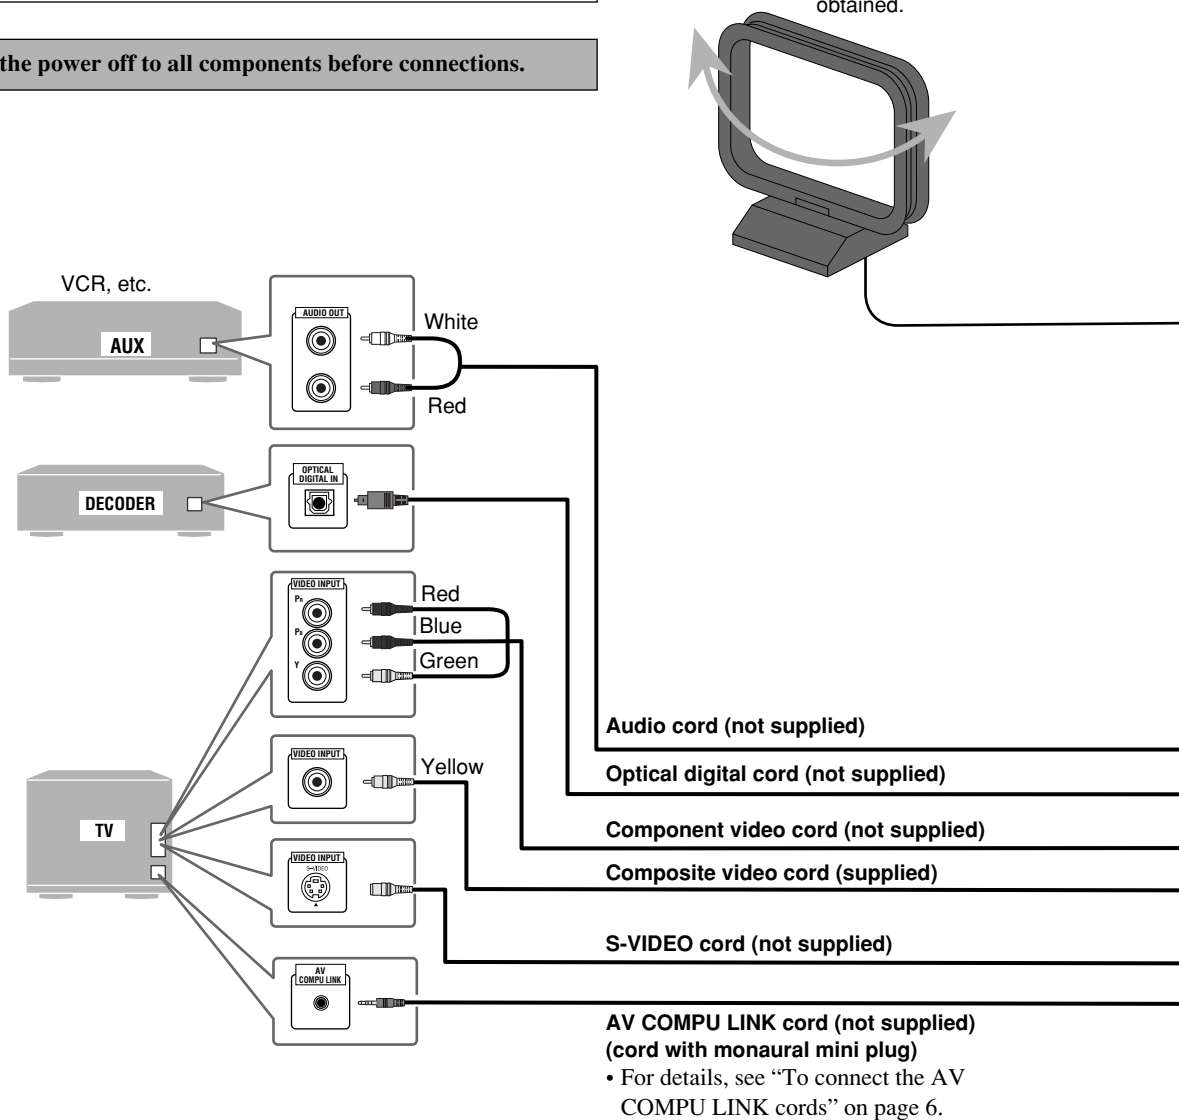 obtained.
the power off to all components before connections.
VCR, etc.
AUX
AUDIO OUT
White
Red
DECODER
OPTICAL
DIGITAL IN
VIDEO INPUT
PR
PB
Y
Red
Blue
Green
TV
VIDEO INPUT
Yellow
VIDEO INPUT
S-VIDEO
AV
COMPU LINK
Audio cord (not supplied)
Optical digital cord (not supplied)
Component video cord (not supplied)
Composite video cord (supplied)
S-VIDEO cord (not supplied)
AV COMPU LINK cord (not supplied)
(cord with monaural mini plug)
• For details, see “To connect the AV
COMPU LINK cords” on page 6.